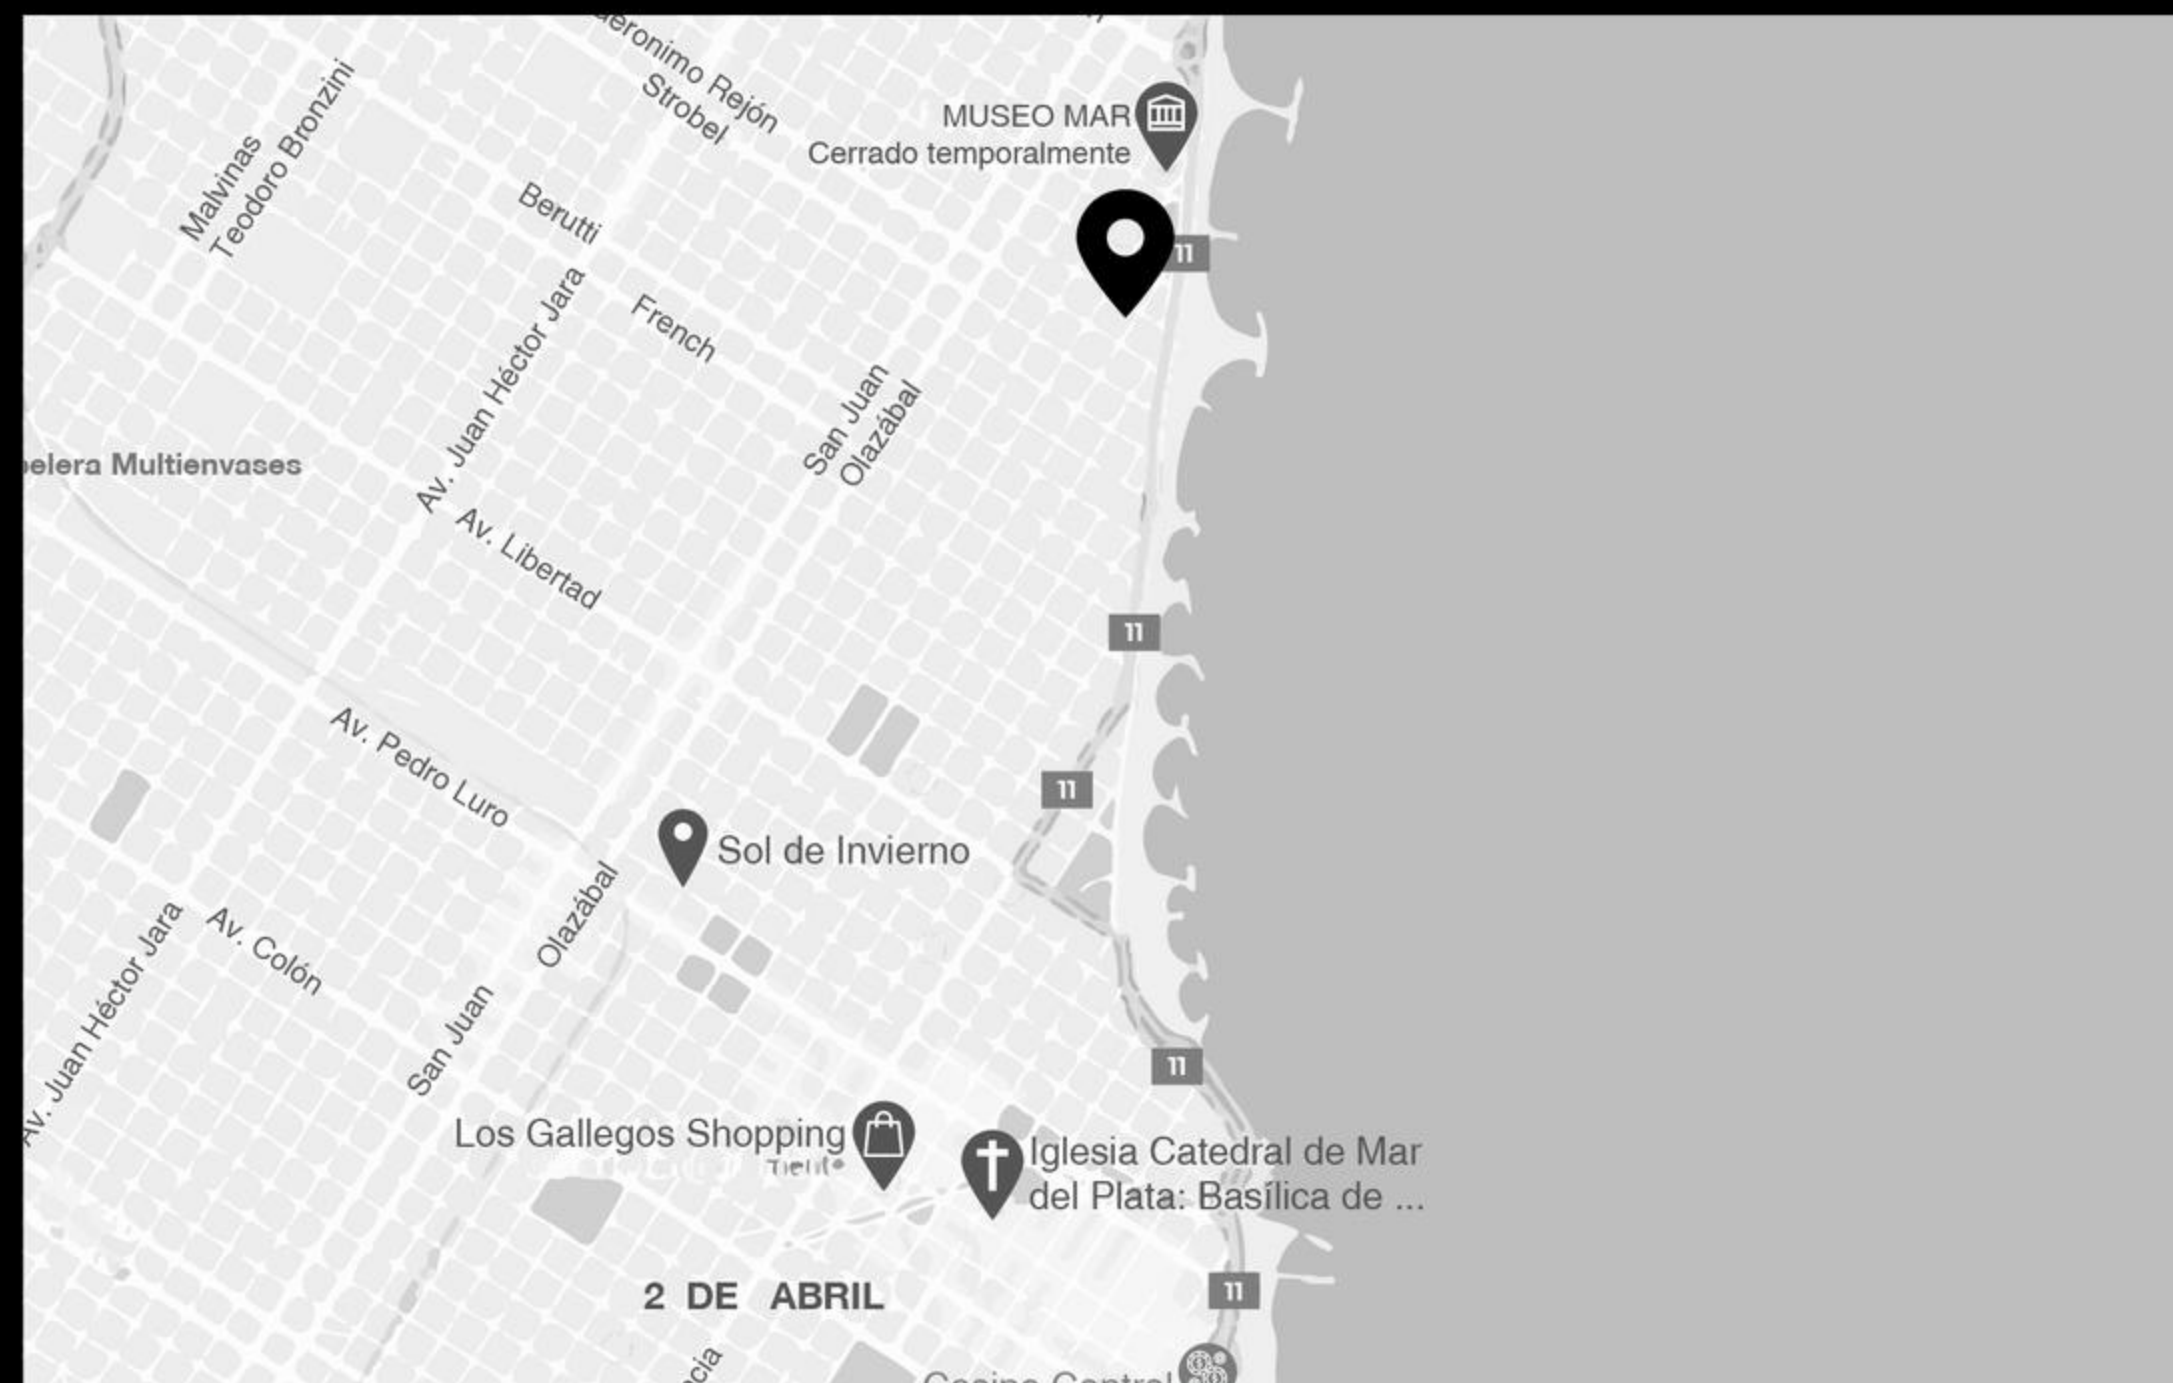 Jeronimo Rejón
Strobel
Malvinas
Teodoro Bronzini
MUSEO MAR
Cerrado temporalmente
Berutti
11
Av. Juan Héctor Jara
French
San Juan
Olazábal
elera Multienvases
Av. Libertad
11
Av. Pedro Luro
11
Sol de Invierno
Olazábal
Av. Juan Héctor Jara
Av. Colón
San Juan
11
Los Gallegos Shopping
Iglesia Catedral de Mar
del Plata: Basílica de ...
2 DE ABRIL
11
cia
Casino Central